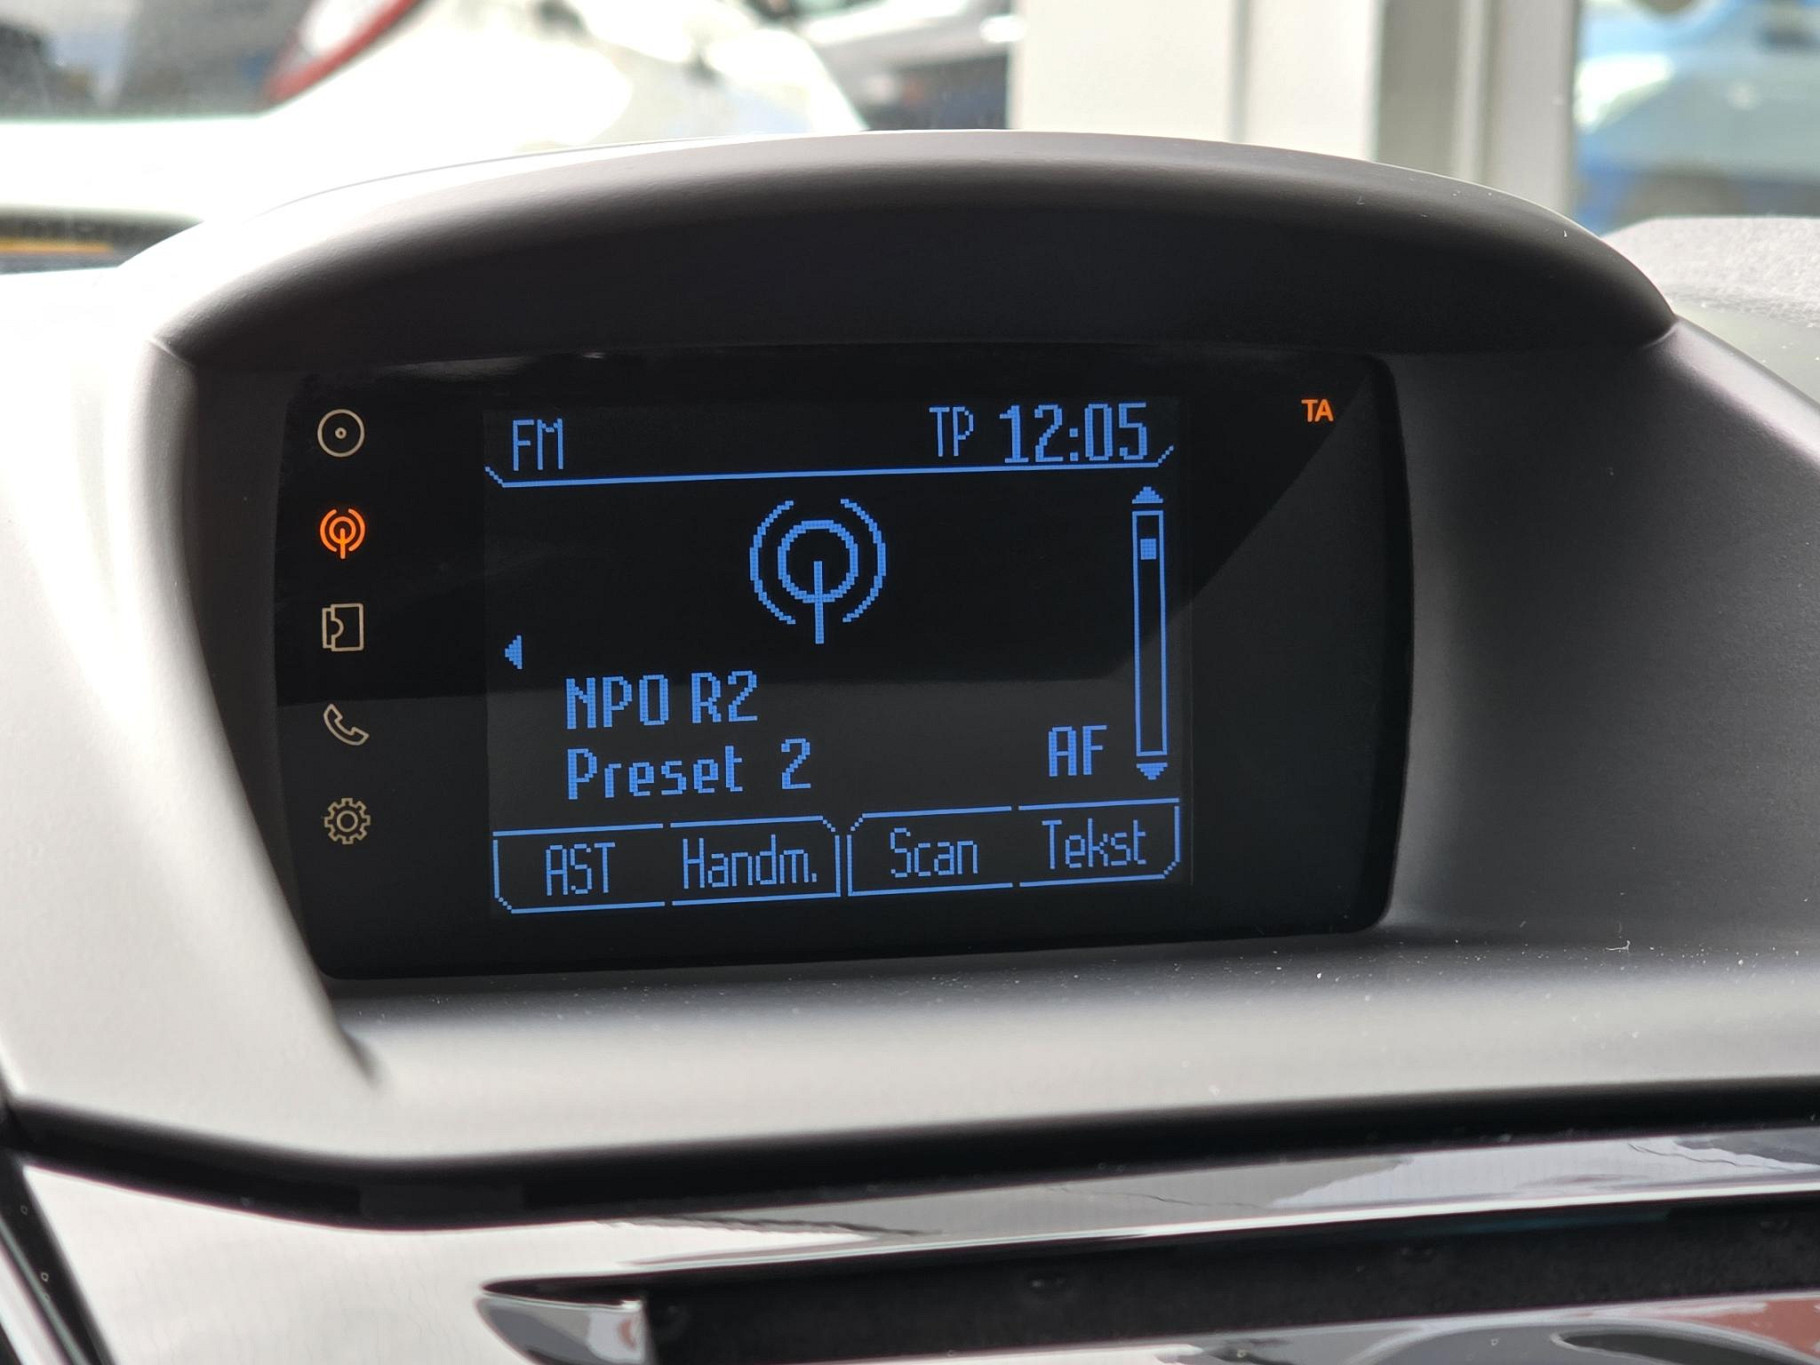 FM TP 12:05 TA
NPO R2
Preset 2 AF
AST Handm. Scan Tekst